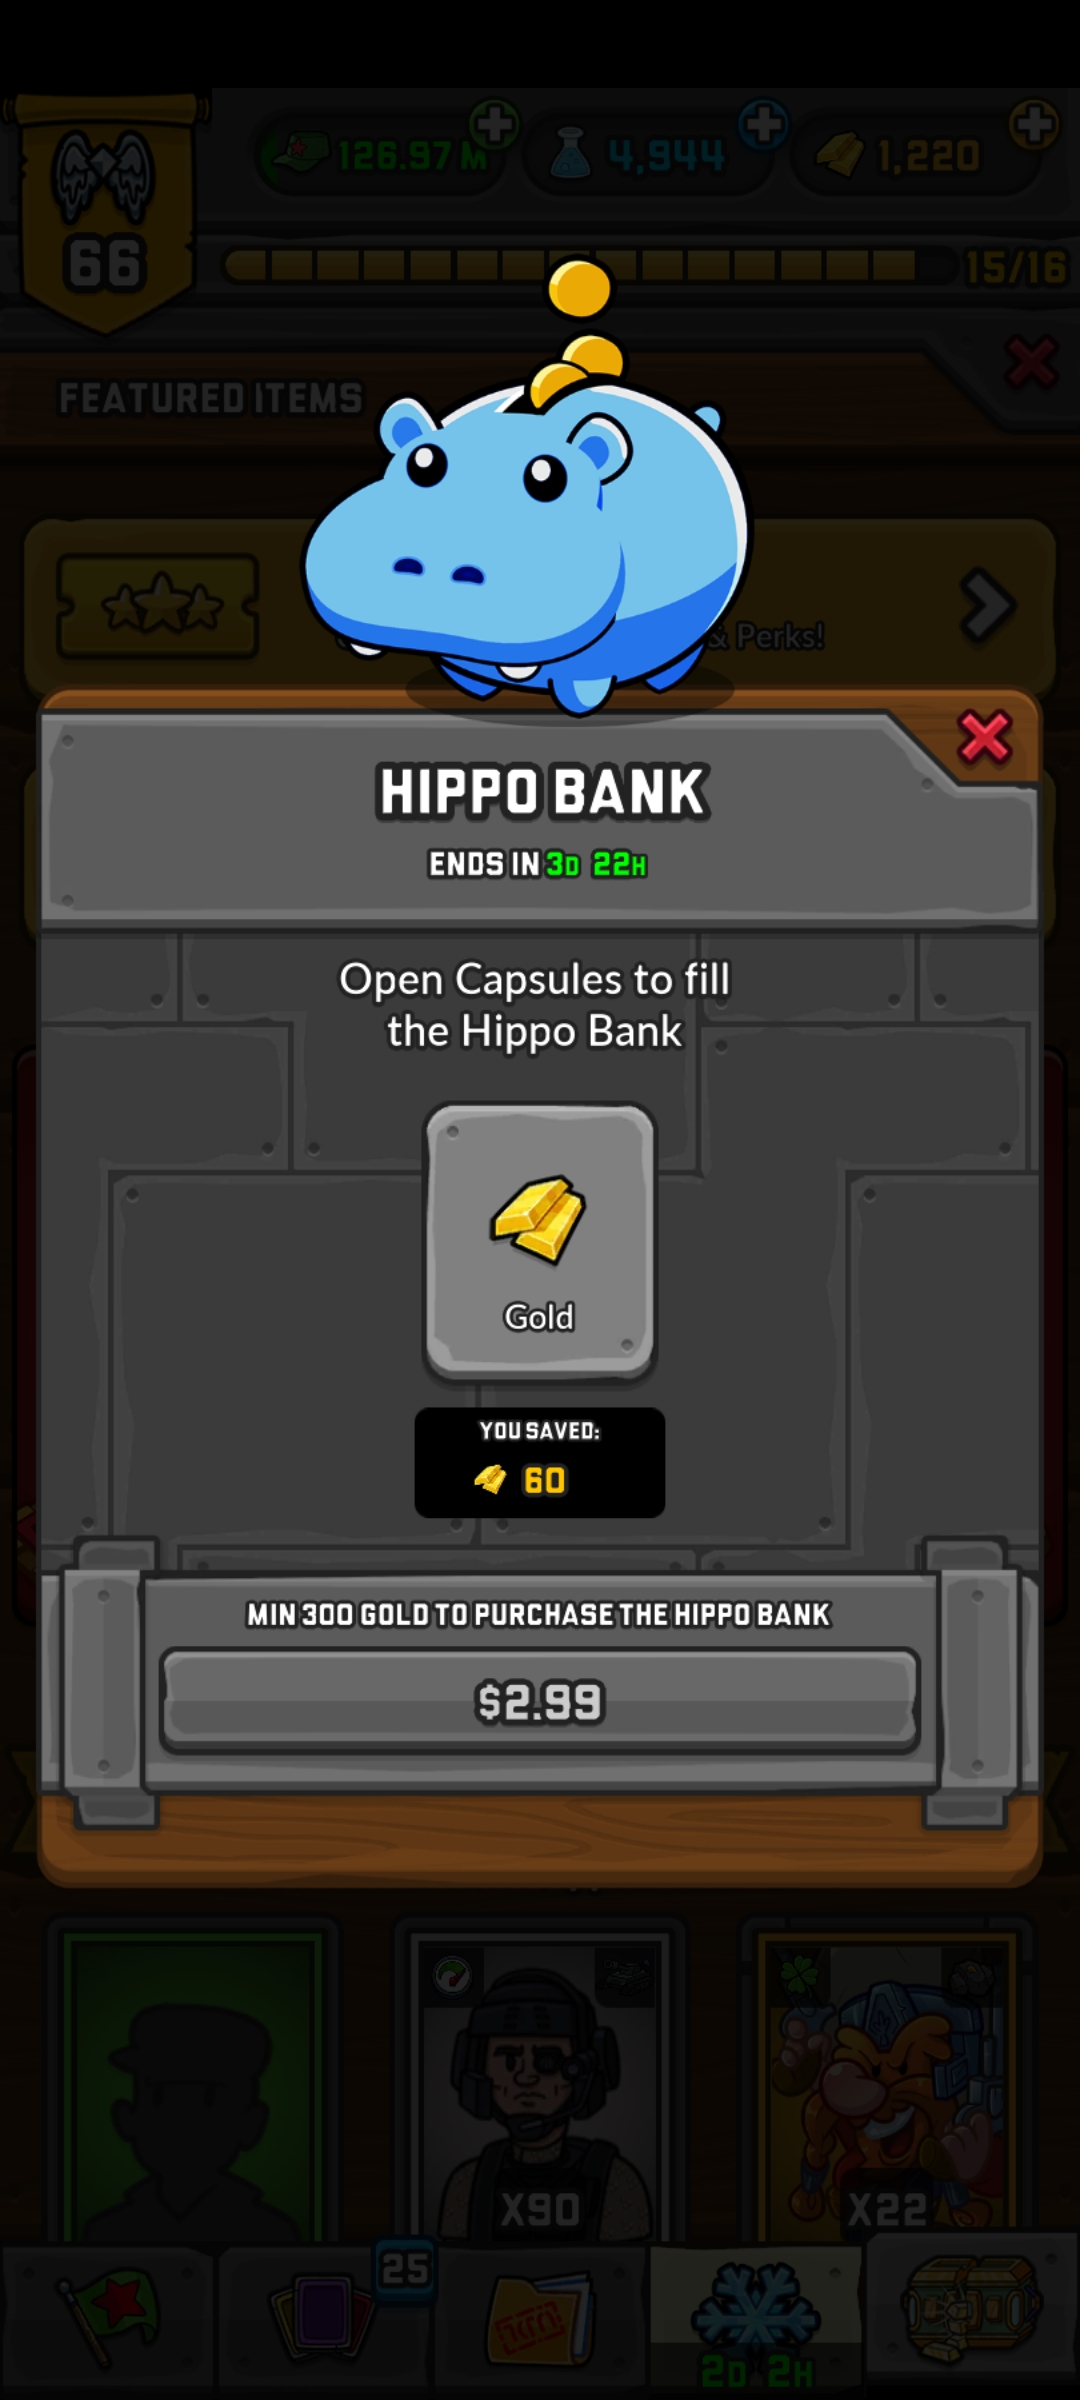 126.97M
4,944
1,220
66
15/16
FEATURED ITEMS
& Perks!
HIPPO BANK
ENDS IN 3D 22H
Open Capsules to fill
the Hippo Bank
Gold
YOU SAVED:
60
MIN 300 GOLD TO PURCHASE THE HIPPO BANK
$2.99
X90
X22
25
2D 2H